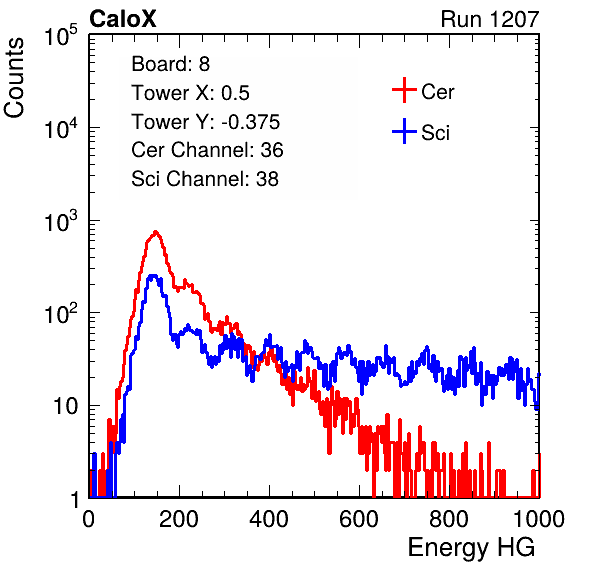 CaloX Run 1207
Counts
Board: 8
Tower X: 0.5
Tower Y: -0.375
Cer Channel: 36
Sci Channel: 38
Cer
Sci
10^5
10^4
10^3
10^2
10
1
0 200 400 600 800 1000
Energy HG